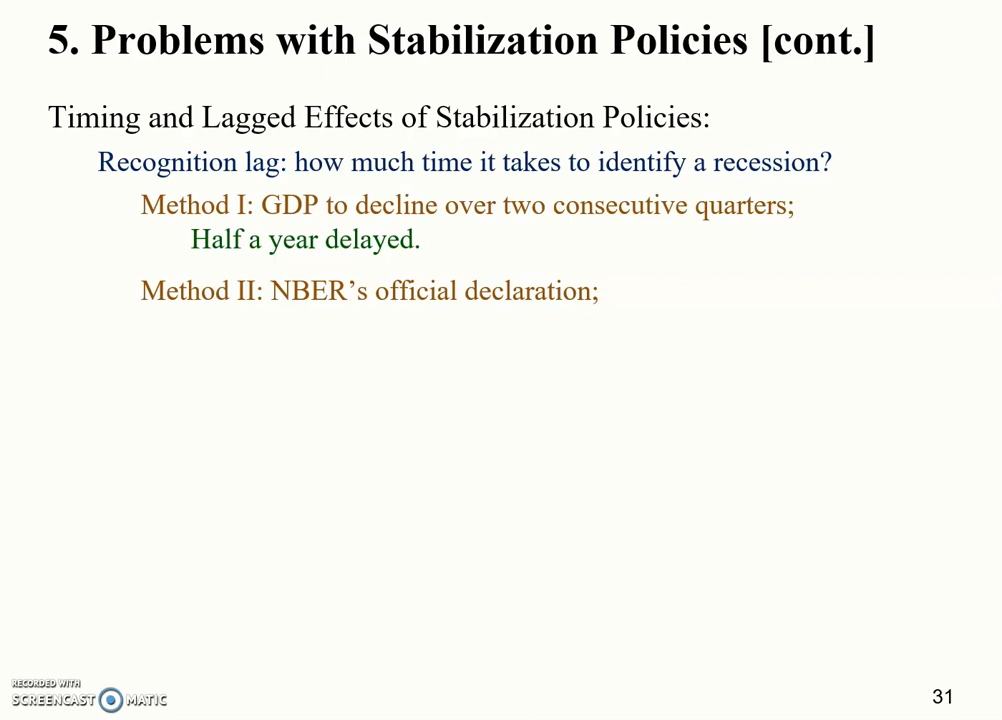 5. Problems with Stabilization Policies [cont.]
Timing and Lagged Effects of Stabilization Policies:
Recognition lag: how much time it takes to identify a recession?
Method I: GDP to decline over two consecutive quarters;
Half a year delayed.
Method II: NBER’s official declaration;
RECORDED WITH
SCREENCAST MATIC
31